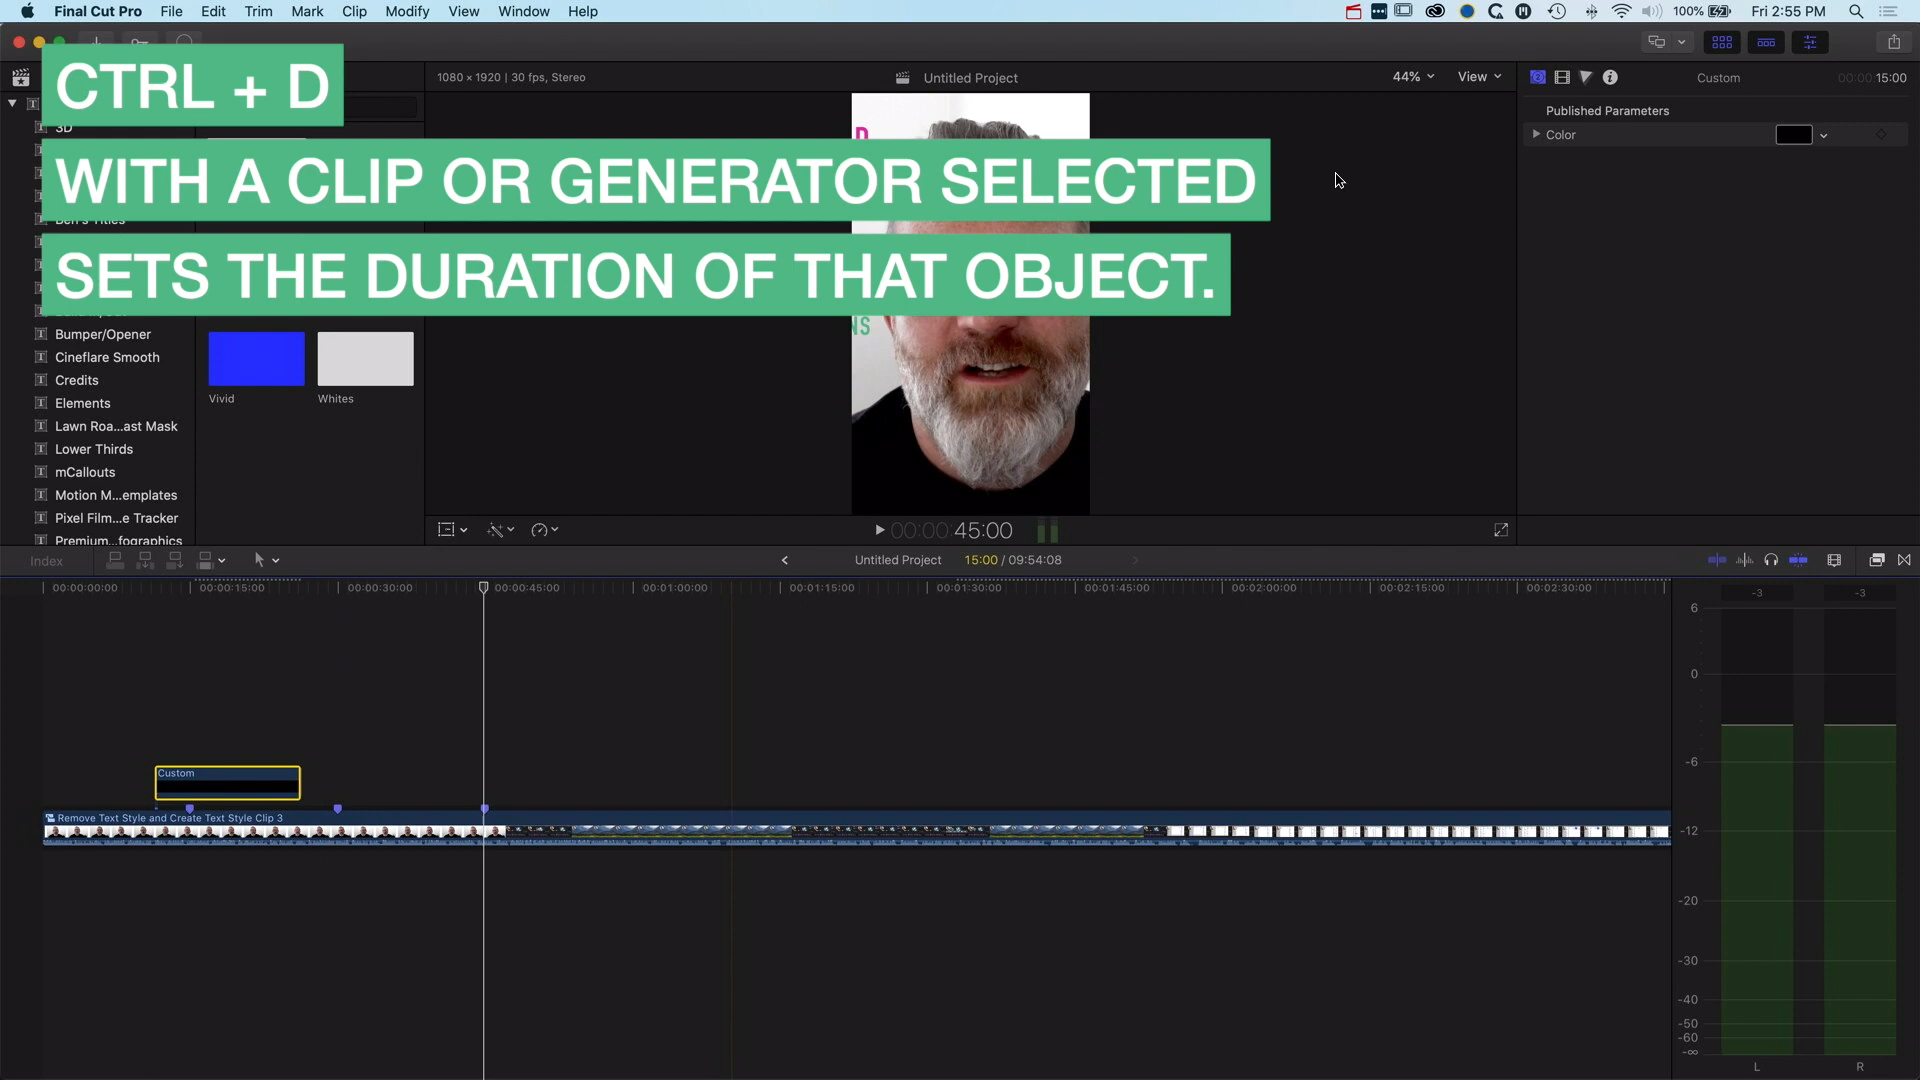 Final Cut Pro File Edit Trim Mark Clip Modify View Window Help 100% Fri 2:55 PM
CTRL + D
WITH A CLIP OR GENERATOR SELECTED
SETS THE DURATION OF THAT OBJECT.
1080 × 1920 | 30 fps, Stereo Untitled Project 44% View Custom 00:00:15:00
Published Parameters
Color
3D
Bumper/Opener
Cineflare Smooth
Credits
Elements
Lawn Roa...ast Mask
Lower Thirds
mCallouts
Motion M...emplates
Pixel Film...e Tracker
Premium...fographics
Vivid Whites
NS
00:00:45:00
Index Untitled Project 15:00 / 09:54:08
00:00:00:00 00:00:15:00 00:00:30:00 00:00:45:00 00:01:00:00 00:01:15:00 00:01:30:00 00:01:45:00 00:02:00:00 00:02:15:00 00:02:30:00
Custom
Remove Text Style and Create Text Style Clip 3
-3 -3
6
0
-6
-12
-20
-30
-40
-50
-60
-∞
L R